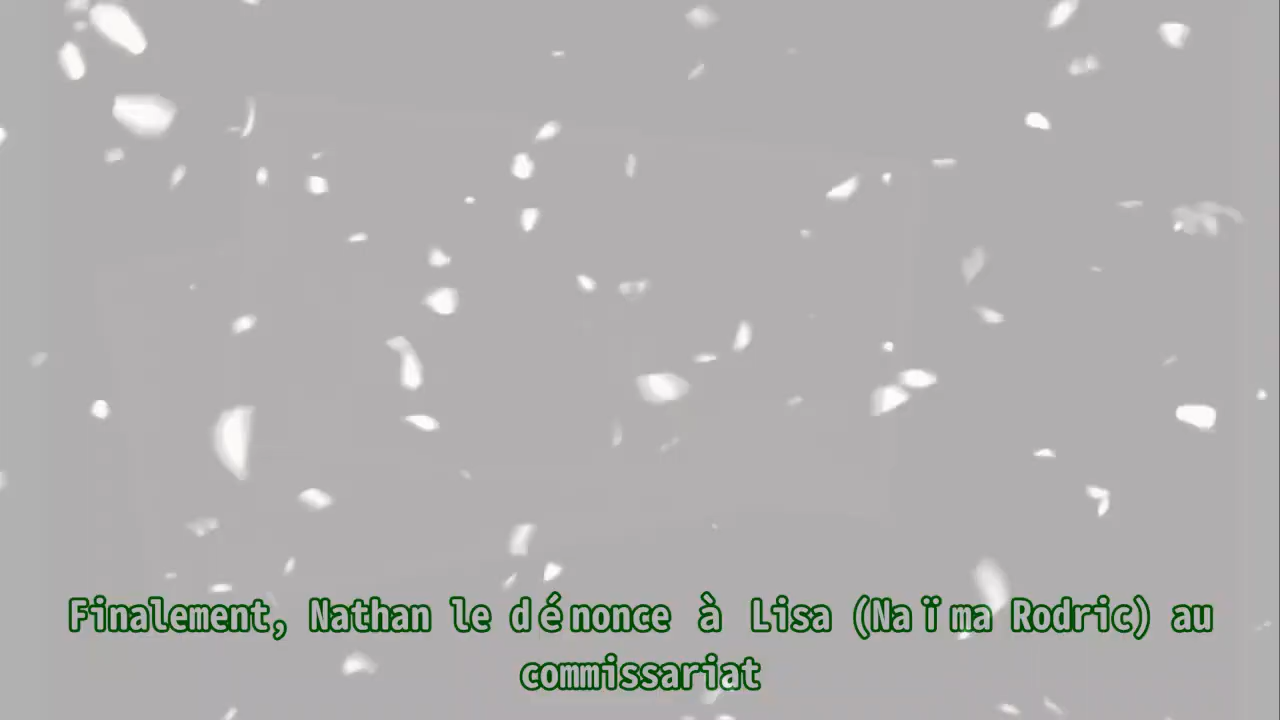 Finalement, Nathan le dénonce à Lisa (Naïma Rodric) au
commissariat